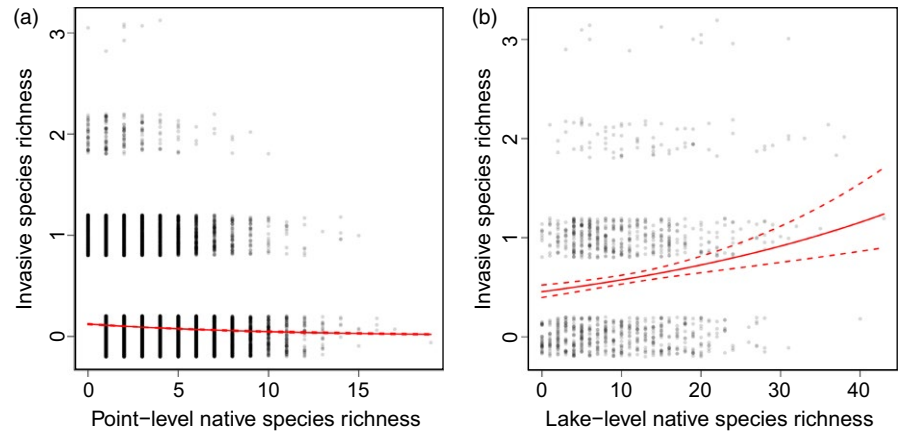 (a)
Invasive species richness
3
2
1
0
0 5 10 15
Point−level native species richness
(b)
Invasive species richness
3
2
1
0
0 10 20 30 40
Lake−level native species richness